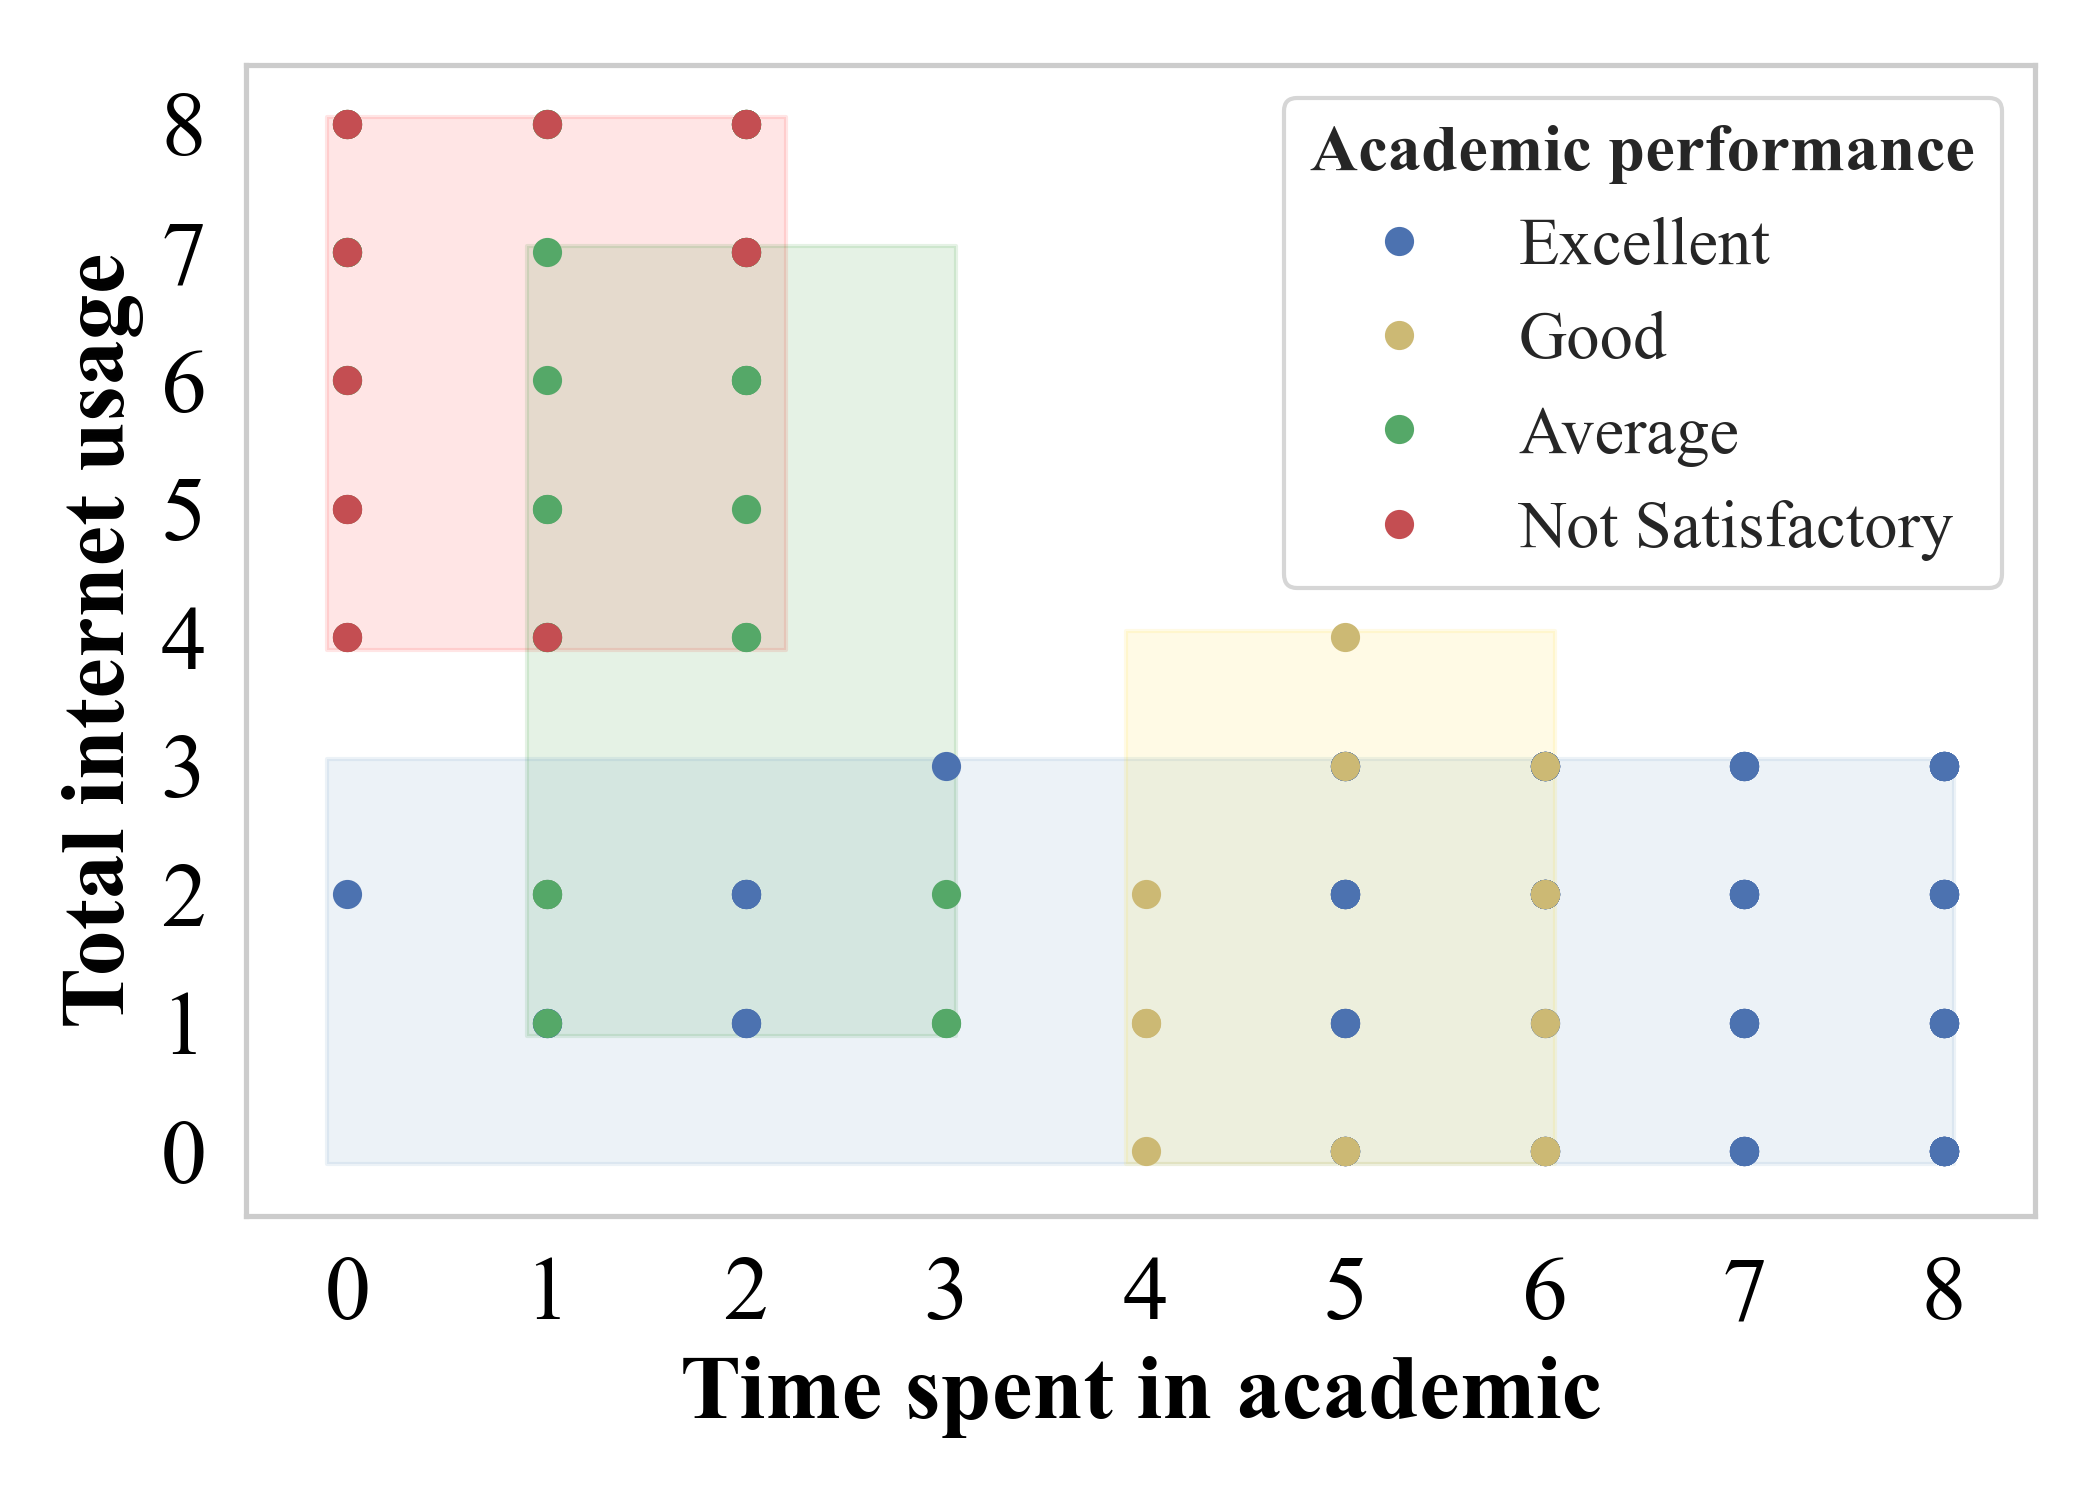 Total internet usage
8
7
6
5
4
3
2
1
0
Academic performance
Excellent
Good
Average
Not Satisfactory
0 1 2 3 4 5 6 7 8
Time spent in academic